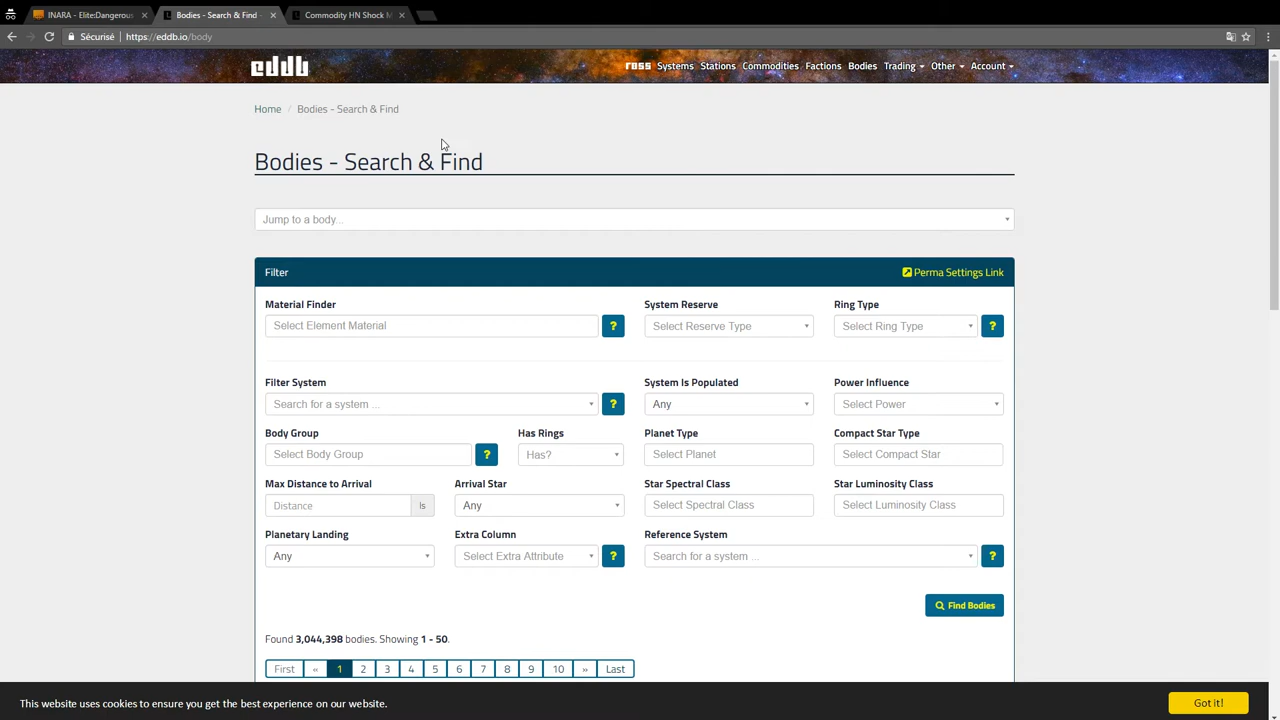 INARA - Elite:Dangerous
Bodies - Search & Find -
Commodity HN Shock M
Sécurisé
https://eddb.io/body
eddb
ross Systems Stations Commodities Factions Bodies Trading Other Account
Home / Bodies - Search & Find
Bodies - Search & Find
Jump to a body...
Filter
Perma Settings Link
Material Finder
System Reserve
Ring Type
Select Element Material
?
Select Reserve Type
Select Ring Type
?
Filter System
System Is Populated
Power Influence
Search for a system ...
?
Any
Select Power
Body Group
Has Rings
Planet Type
Compact Star Type
Select Body Group
?
Has?
Select Planet
Select Compact Star
Max Distance to Arrival
Arrival Star
Star Spectral Class
Star Luminosity Class
Distance
ls
Any
Select Spectral Class
Select Luminosity Class
Planetary Landing
Extra Column
Reference System
Any
Select Extra Attribute
?
Search for a system ...
?
Find Bodies
Found 3,044,398 bodies. Showing 1 - 50.
First « 1 2 3 4 5 6 7 8 9 10 » Last
This website uses cookies to ensure you get the best experience on our website.
Got it!